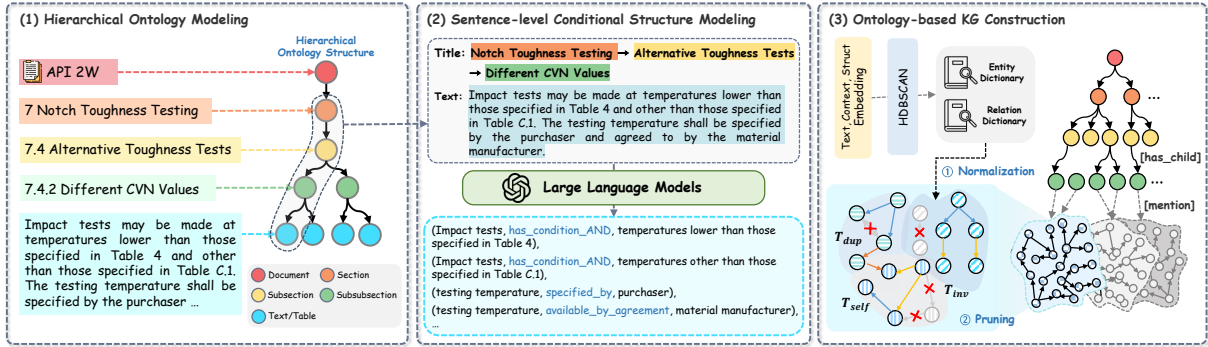 (1) Hierarchical Ontology Modeling
Hierarchical
Ontology Structure
API 2W
7 Notch Toughness Testing
7.4 Alternative Toughness Tests
7.4.2 Different CVN Values
Impact tests may be made at
temperatures lower than those
specified in Table 4 and other
than those specified in Table C.1.
The testing temperature shall be
specified by the purchaser ...
Document
Section
Subsection
Subsubsection
Text/Table
(2) Sentence-level Conditional Structure Modeling
Title: Notch Toughness Testing → Alternative Toughness Tests
→ Different CVN Values
Text: Impact tests may be made at temperatures lower than
those specified in Table 4 and other than those specified
in Table C.1. The testing temperature shall be specified
by the purchaser and agreed to by the material
manufacturer.
Large Language Models
(Impact tests, has_condition_AND, temperatures lower than those
specified in Table 4),
(Impact tests, has_condition_AND, temperatures other than those
specified in Table C.1),
(testing temperature, specified_by, purchaser),
(testing temperature, available_by_agreement, material manufacturer),
...
(3) Ontology-based KG Construction
Text, Context, Struct
Embedding
HDBSCAN
Entity
Dictionary
Relation
Dictionary
...
...
[has_child]
...
[mention]
① Normalization
T_dup
T_inv
T_self
② Pruning